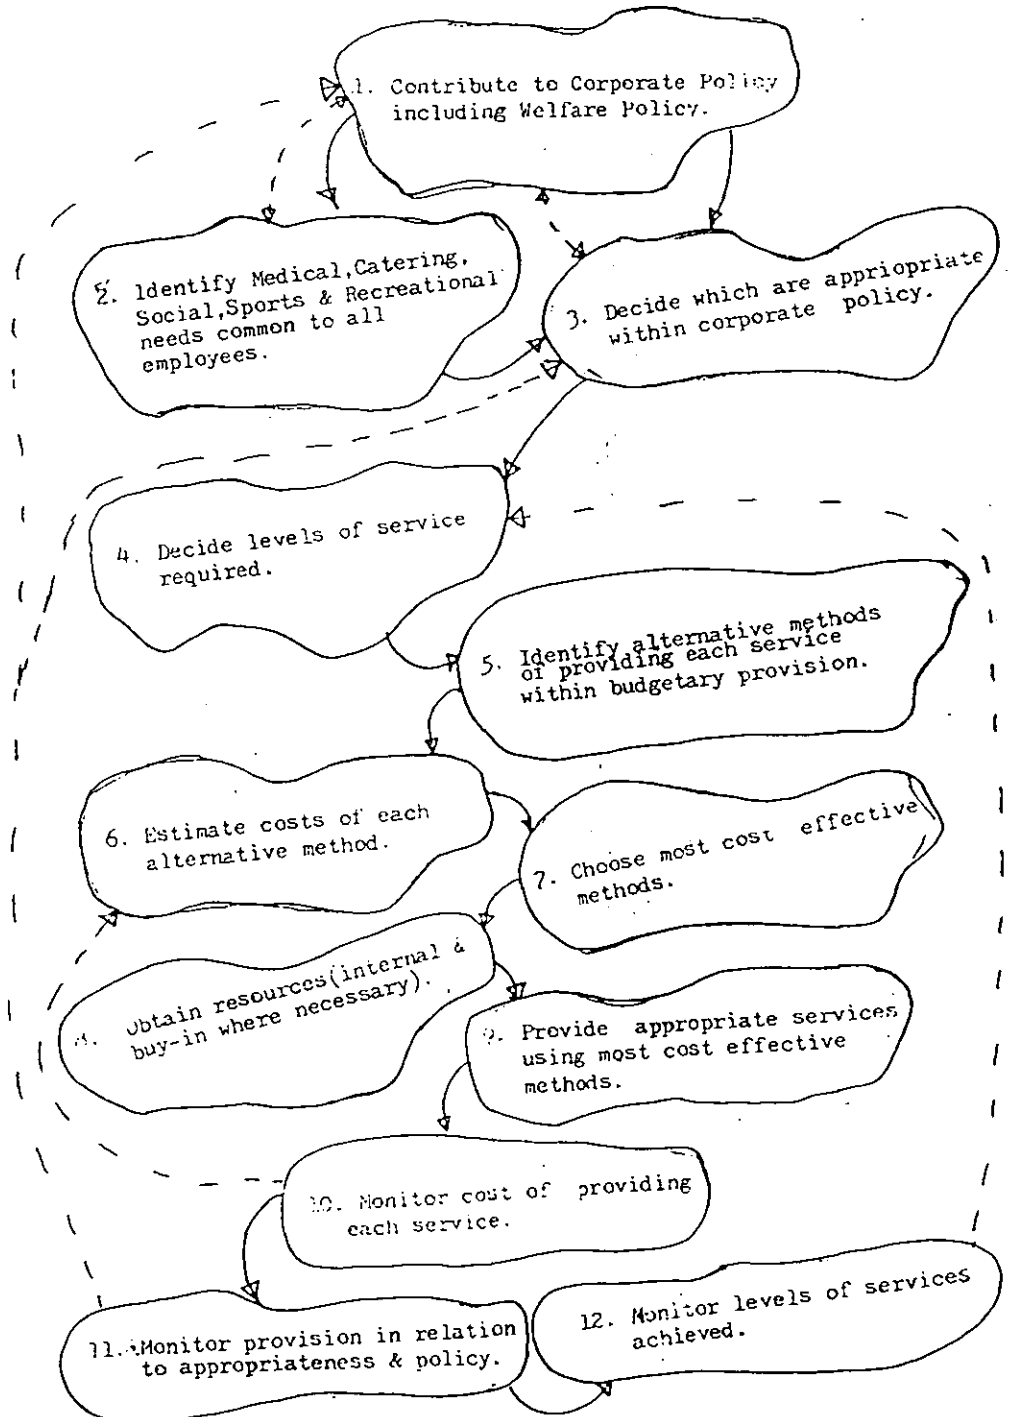 1. Contribute to Corporate Policy
including Welfare Policy.
2. Identify Medical,Catering,
Social,Sports & Recreational
needs common to all
employees.
3. Decide which are appriopriate
within corporate policy.
4. Decide levels of service
required.
5. Identify alternative methods
of providing each service
within budgetary provision.
6. Estimate costs of each
alternative method.
7. Choose most cost effective
methods.
8. Obtain resources(internal &
buy-in where necessary).
9. Provide appropriate services
using most cost effective
methods.
10. Monitor cost of providing
each service.
11. Monitor provision in relation
to appropriateness & policy.
12. Monitor levels of services
achieved.